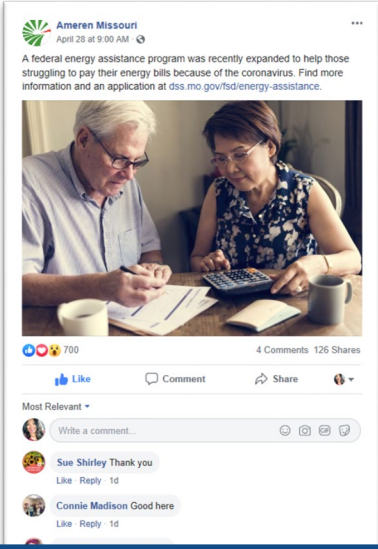 Ameren Missouri
April 28 at 9:00 AM ·
A federal energy assistance program was recently expanded to help those
struggling to pay their energy bills because of the coronavirus. Find more
information and an application at dss.mo.gov/fsd/energy-assistance.
700 4 Comments 126 Shares
Like Comment Share
Most Relevant
Write a comment...
GIF
Sue Shirley Thank you
Like · Reply · 1d
Connie Madison Good here
Like · Reply · 1d